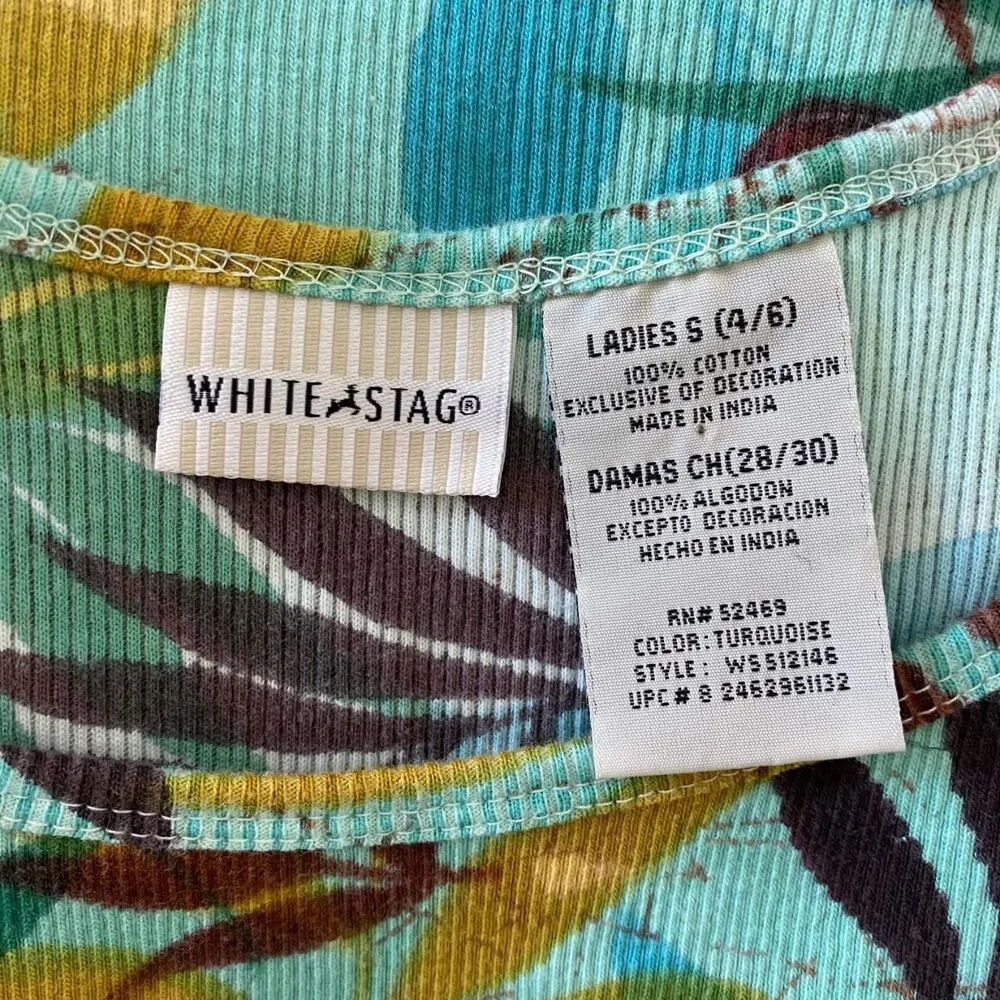 WHITE STAG®
LADIES S (4/6)
100% COTTON
EXCLUSIVE OF DECORATION
MADE IN INDIA
DAMAS CH(28/30)
100% ALGODON
EXCEPTO DECORACION
HECHO EN INDIA
RN# 52469
COLOR: TURQUOISE
STYLE: WS512146
UPC # 8 2462961132